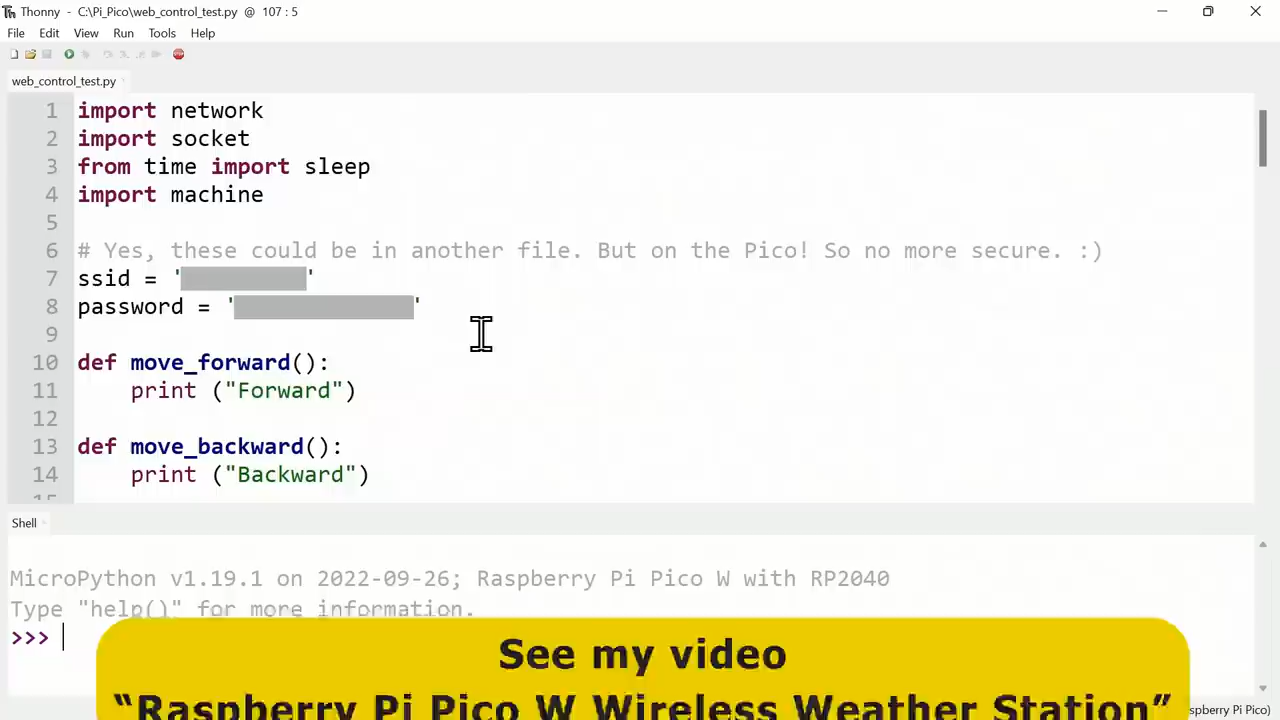 Thonny - C:\Pi_Pico\web_control_test.py @ 107 : 5
File Edit View Run Tools Help
web_control_test.py
1 import network
2 import socket
3 from time import sleep
4 import machine
5
6 # Yes, these could be in another file. But on the Pico! So no more secure. :)
7 ssid = ' '
8 password = ' '
9
10 def move_forward():
11 print ("Forward")
12
13 def move_backward():
14 print ("Backward")
15
Shell
MicroPython v1.19.1 on 2022-09-26; Raspberry Pi Pico W with RP2040
Type "help()" for more information.
>>>
See my video
“Raspberry Pi Pico W Wireless Weather Station”
spberry Pi Pico)